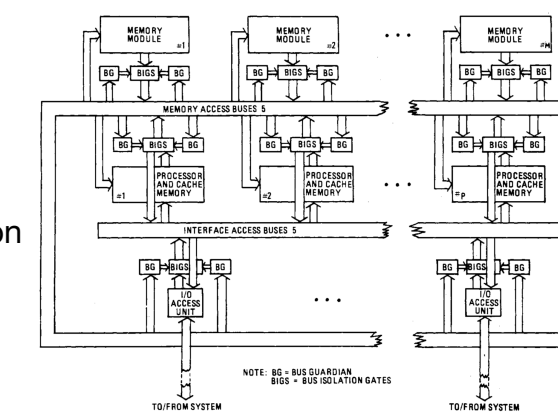 MEMORY MODULE #1
MEMORY MODULE #2
• • •
MEMORY MODULE #M
BG BIGS BG
BG BIGS BG
BG BIGS BG
MEMORY ACCESS BUSES 5
BG BIGS BG
BG BIGS BG
BG BIGS BG
PROCESSOR AND CACHE MEMORY #1
PROCESSOR AND CACHE MEMORY #2
• • •
PROCESSOR AND CACHE MEMORY #P
on
INTERFACE ACCESS BUSES 5
BG BIGS BG
BG BIGS BG
I/O ACCESS UNIT
• • •
I/O ACCESS UNIT
NOTE: BG = BUS GUARDIAN
BIGS = BUS ISOLATION GATES
TO/FROM SYSTEM
TO/FROM SYSTEM